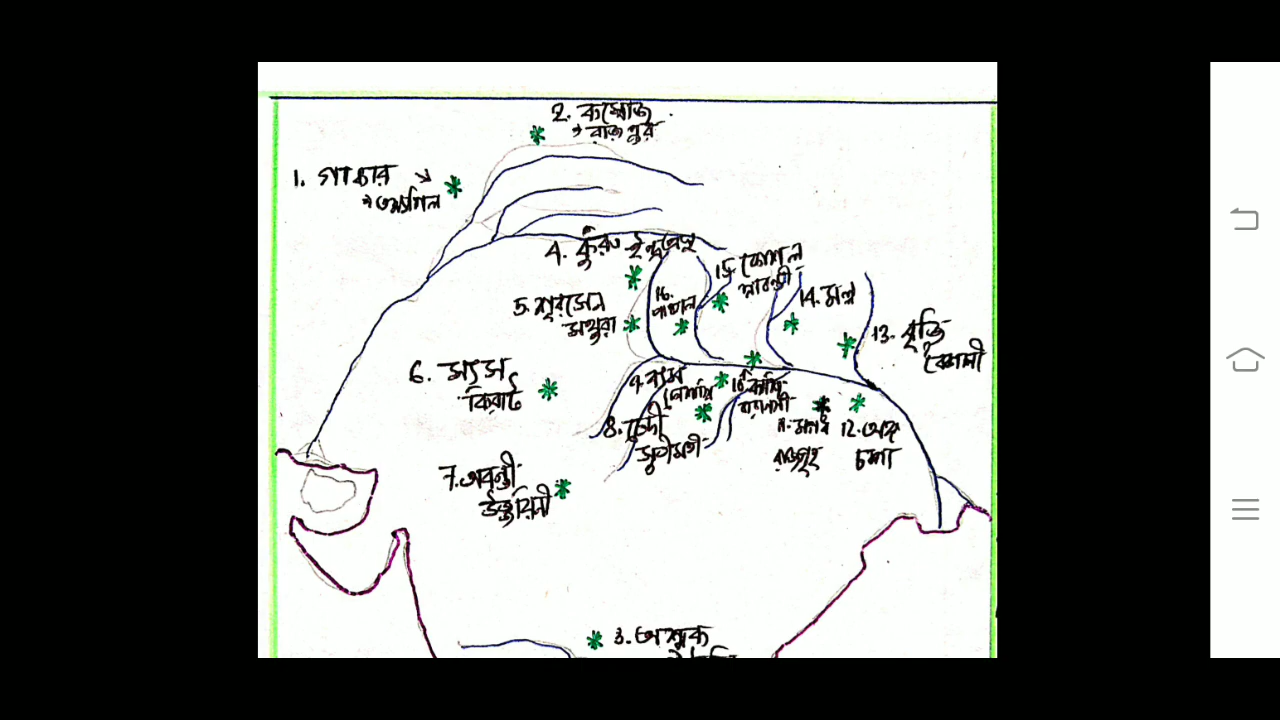 2. কম্বোজ
→ রাজপুর
1. গান্ধার
→ তক্ষশিলা
4. কুরু ইন্দ্রপ্রস্থ
15. কোশল
শ্রাবস্তী
16.
পাঞ্চাল
14. মল্ল
5. শূরসেন
মথুরা
13. বৃজি
বৈশালী
6. মৎস
বিরাট
9. বৎস
কৌশাম্বি
10. কাশি
বারাণসী
8. চেদী
সুক্তীমতী
11. মগধ
রাজগৃহ
12. অঙ্গ
চম্পা
7. অবন্তী
উজ্জয়িনী
3. অশ্মক